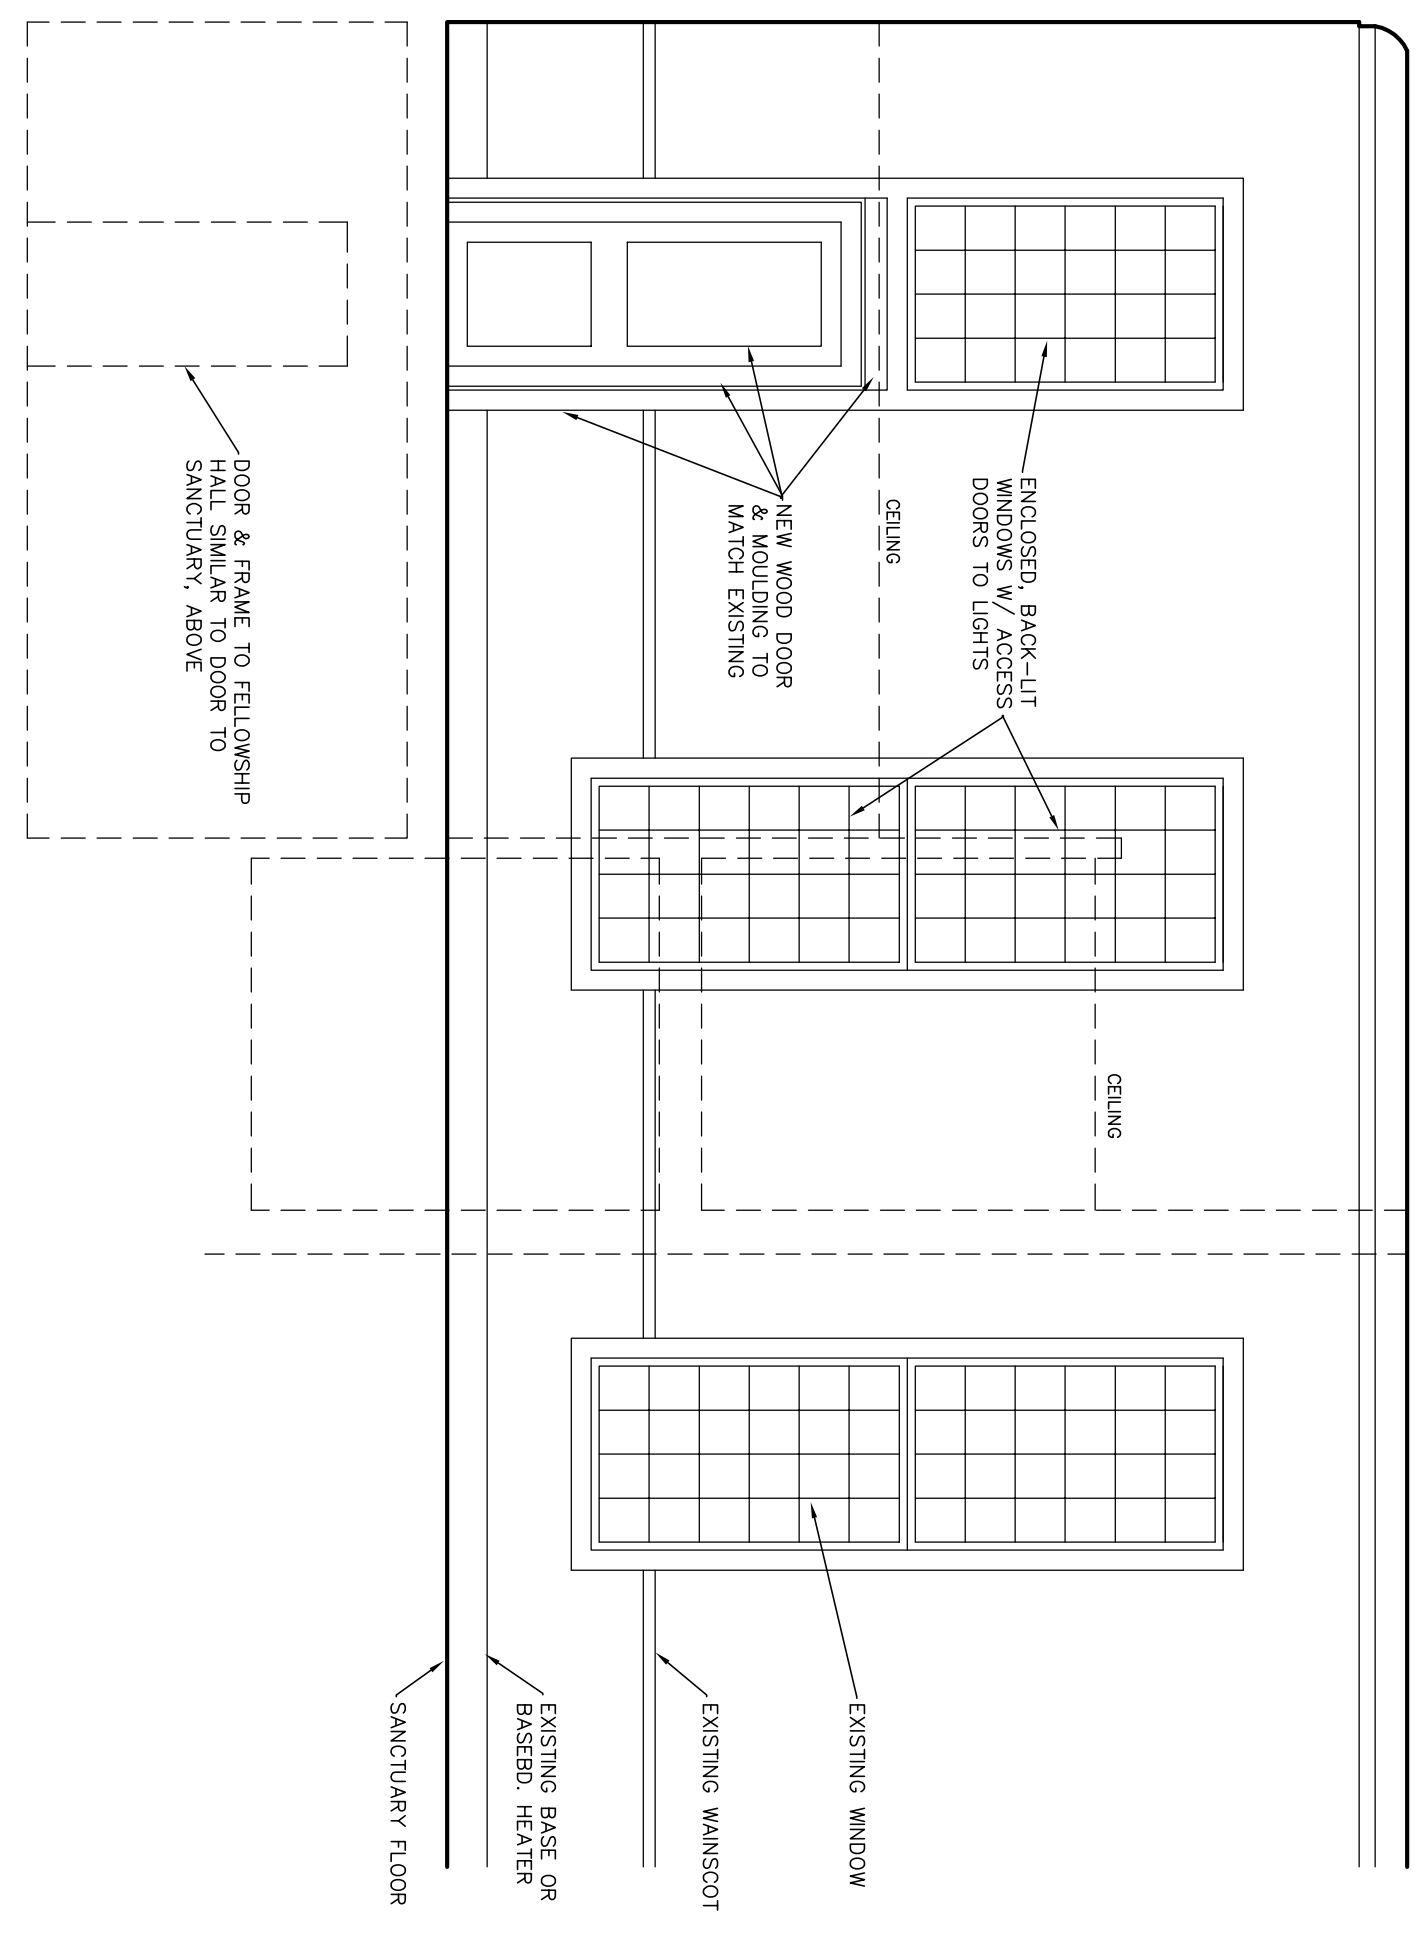 ENCLOSED, BACK-LIT
WINDOWS W/ ACCESS
DOORS TO LIGHTS
CEILING
NEW WOOD DOOR
& MOULDING TO
MATCH EXISTING
CEILING
DOOR & FRAME TO FELLOWSHIP
HALL SIMILAR TO DOOR TO
SANCTUARY, ABOVE
EXISTING WINDOW
EXISTING WAINSCOT
EXISTING BASE OR
BASEBD. HEATER
SANCTUARY FLOOR